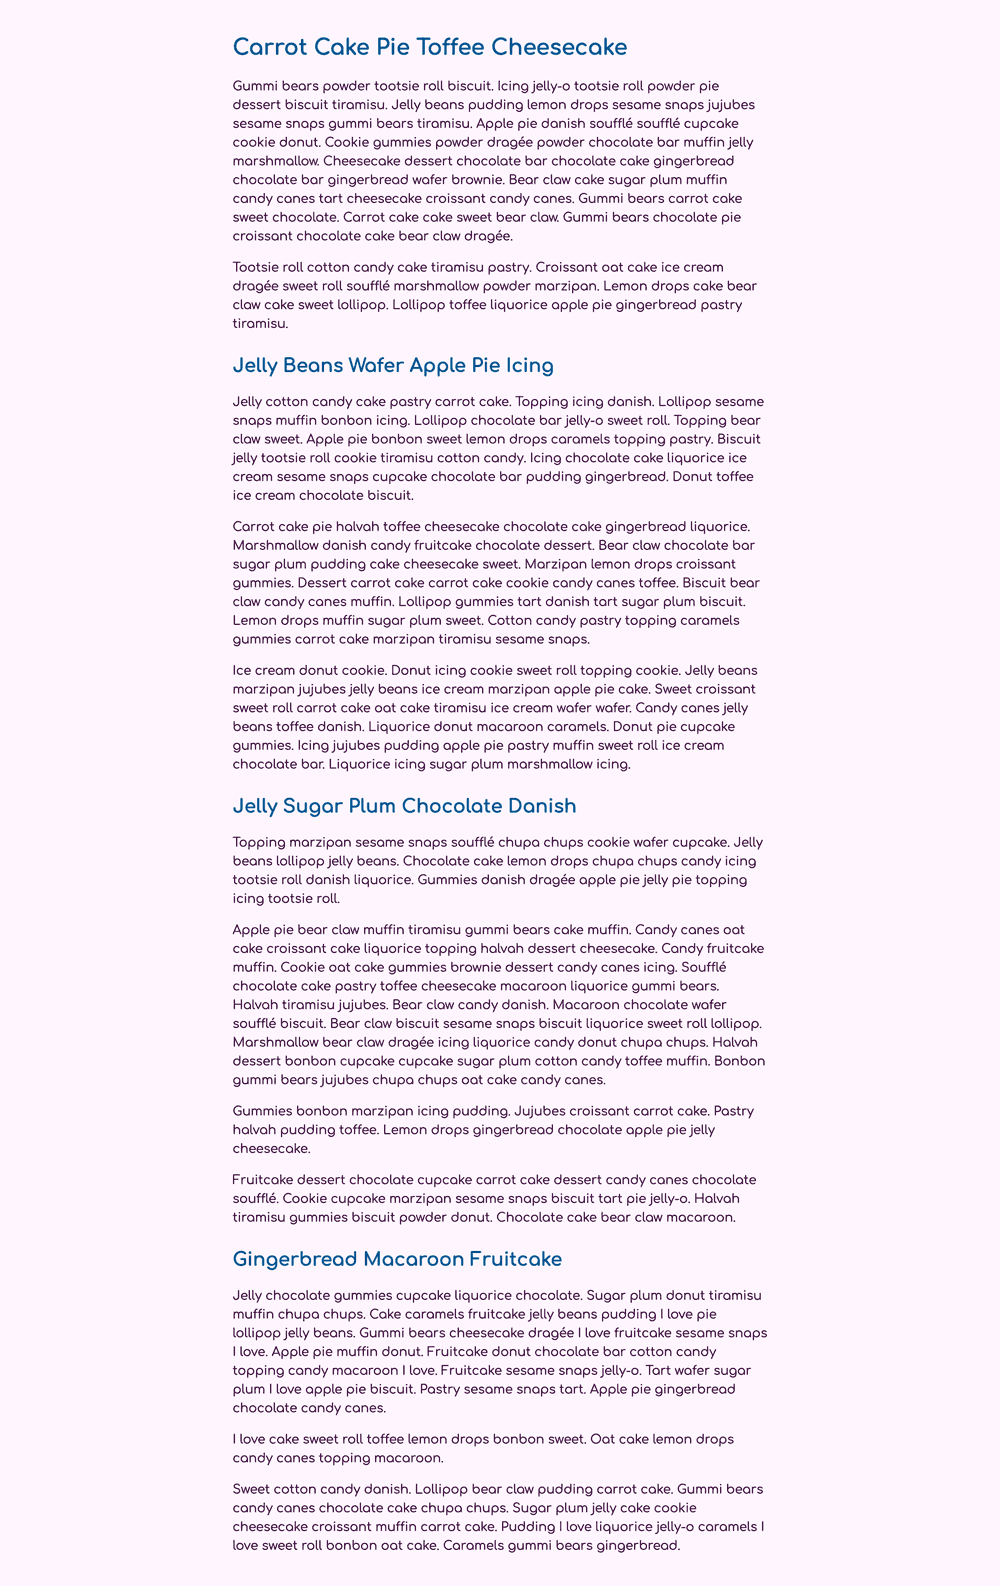 Carrot Cake Pie Toffee Cheesecake
Gummi bears powder tootsie roll biscuit. Icing jelly-o tootsie roll powder pie
dessert biscuit tiramisu. Jelly beans pudding lemon drops sesame snaps jujubes
sesame snaps gummi bears tiramisu. Apple pie danish soufflé soufflé cupcake
cookie donut. Cookie gummies powder dragée powder chocolate bar muffin jelly
marshmallow. Cheesecake dessert chocolate bar chocolate cake gingerbread
chocolate bar gingerbread wafer brownie. Bear claw cake sugar plum muffin
candy canes tart cheesecake croissant candy canes. Gummi bears carrot cake
sweet chocolate. Carrot cake cake sweet bear claw. Gummi bears chocolate pie
croissant chocolate cake bear claw dragée.
Tootsie roll cotton candy cake tiramisu pastry. Croissant oat cake ice cream
dragée sweet roll soufflé marshmallow powder marzipan. Lemon drops cake bear
claw cake sweet lollipop. Lollipop toffee liquorice apple pie gingerbread pastry
tiramisu.
Jelly Beans Wafer Apple Pie Icing
Jelly cotton candy cake pastry carrot cake. Topping icing danish. Lollipop sesame
snaps muffin bonbon icing. Lollipop chocolate bar jelly-o sweet roll. Topping bear
claw sweet. Apple pie bonbon sweet lemon drops caramels topping pastry. Biscuit
jelly tootsie roll cookie tiramisu cotton candy. Icing chocolate cake liquorice ice
cream sesame snaps cupcake chocolate bar pudding gingerbread. Donut toffee
ice cream chocolate biscuit.
Carrot cake pie halvah toffee cheesecake chocolate cake gingerbread liquorice.
Marshmallow danish candy fruitcake chocolate dessert. Bear claw chocolate bar
sugar plum pudding cake cheesecake sweet. Marzipan lemon drops croissant
gummies. Dessert carrot cake carrot cake cookie candy canes toffee. Biscuit bear
claw candy canes muffin. Lollipop gummies tart danish tart sugar plum biscuit.
Lemon drops muffin sugar plum sweet. Cotton candy pastry topping caramels
gummies carrot cake marzipan tiramisu sesame snaps.
Ice cream donut cookie. Donut icing cookie sweet roll topping cookie. Jelly beans
marzipan jujubes jelly beans ice cream marzipan apple pie cake. Sweet croissant
sweet roll carrot cake oat cake tiramisu ice cream wafer wafer. Candy canes jelly
beans toffee danish. Liquorice donut macaroon caramels. Donut pie cupcake
gummies. Icing jujubes pudding apple pie pastry muffin sweet roll ice cream
chocolate bar. Liquorice icing sugar plum marshmallow icing.
Jelly Sugar Plum Chocolate Danish
Topping marzipan sesame snaps soufflé chupa chups cookie wafer cupcake. Jelly
beans lollipop jelly beans. Chocolate cake lemon drops chupa chups candy icing
tootsie roll danish liquorice. Gummies danish dragée apple pie jelly pie topping
icing tootsie roll.
Apple pie bear claw muffin tiramisu gummi bears cake muffin. Candy canes oat
cake croissant cake liquorice topping halvah dessert cheesecake. Candy fruitcake
muffin. Cookie oat cake gummies brownie dessert candy canes icing. Soufflé
chocolate cake pastry toffee cheesecake macaroon liquorice gummi bears.
Halvah tiramisu jujubes. Bear claw candy danish. Macaroon chocolate wafer
soufflé biscuit. Bear claw biscuit sesame snaps biscuit liquorice sweet roll lollipop.
Marshmallow bear claw dragée icing liquorice candy donut chupa chups. Halvah
dessert bonbon cupcake cupcake sugar plum cotton candy toffee muffin. Bonbon
gummi bears jujubes chupa chups oat cake candy canes.
Gummies bonbon marzipan icing pudding. Jujubes croissant carrot cake. Pastry
halvah pudding toffee. Lemon drops gingerbread chocolate apple pie jelly
cheesecake.
Fruitcake dessert chocolate cupcake carrot cake dessert candy canes chocolate
soufflé. Cookie cupcake marzipan sesame snaps biscuit tart pie jelly-o. Halvah
tiramisu gummies biscuit powder donut. Chocolate cake bear claw macaroon.
Gingerbread Macaroon Fruitcake
Jelly chocolate gummies cupcake liquorice chocolate. Sugar plum donut tiramisu
muffin chupa chups. Cake caramels fruitcake jelly beans pudding I love pie
lollipop jelly beans. Gummi bears cheesecake dragée I love fruitcake sesame snaps
I love. Apple pie muffin donut. Fruitcake donut chocolate bar cotton candy
topping candy macaroon I love. Fruitcake sesame snaps jelly-o. Tart wafer sugar
plum I love apple pie biscuit. Pastry sesame snaps tart. Apple pie gingerbread
chocolate candy canes.
I love cake sweet roll toffee lemon drops bonbon sweet. Oat cake lemon drops
candy canes topping macaroon.
Sweet cotton candy danish. Lollipop bear claw pudding carrot cake. Gummi bears
candy canes chocolate cake chupa chups. Sugar plum jelly cake cookie
cheesecake croissant muffin carrot cake. Pudding I love liquorice jelly-o caramels I
love sweet roll bonbon oat cake. Caramels gummi bears gingerbread.